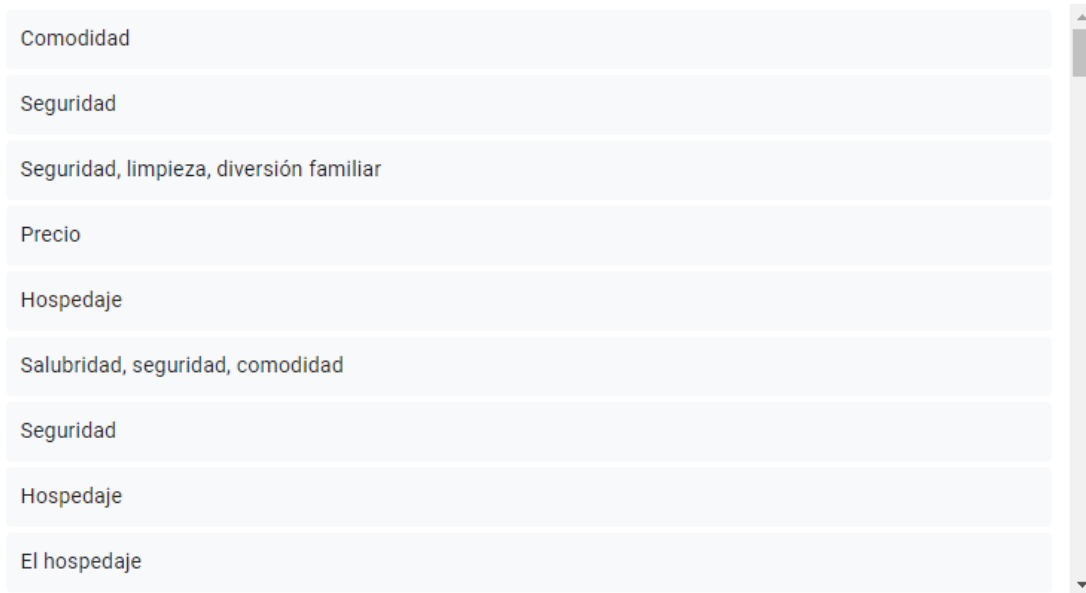 Comodidad
Seguridad
Seguridad, limpieza, diversión familiar
Precio
Hospedaje
Salubridad, seguridad, comodidad
Seguridad
Hospedaje
El hospedaje